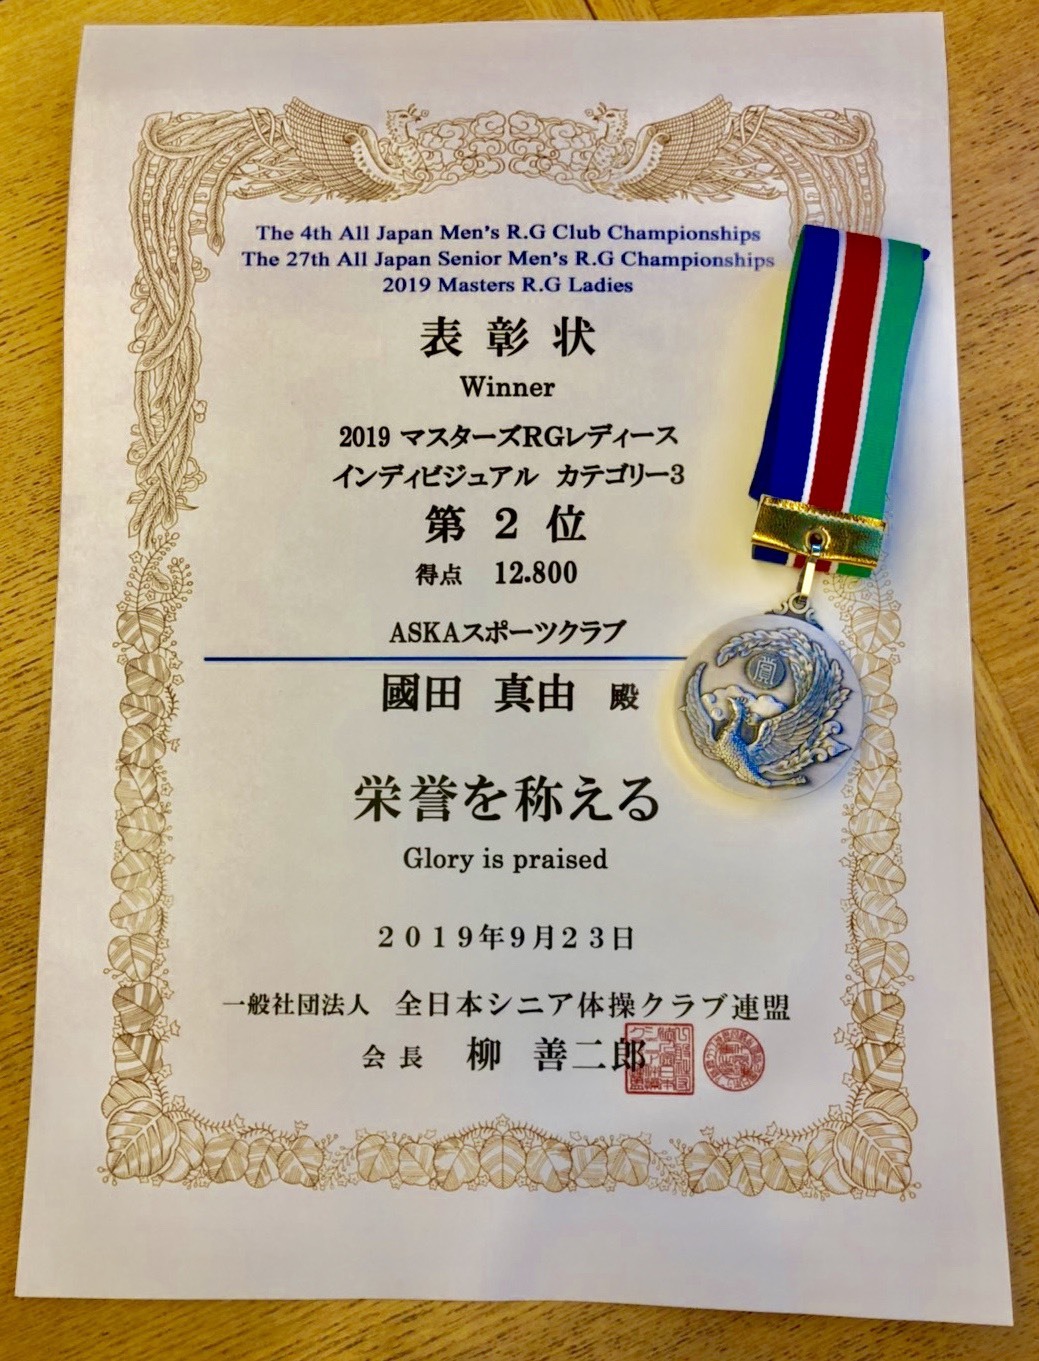 The 4th All Japan Men's R.G Club Championships
The 27th All Japan Senior Men's R.G Championships
2019 Masters R.G Ladies
表彰状
Winner
2019 マスターズRGレディース
インディビジュアル カテゴリー3
第 2 位
得点 12.800
ASKAスポーツクラブ
國田 真由 殿
賞
栄誉を称える
Glory is praised
2019年9月23日
一般社団法人 全日本シニア体操クラブ連盟
会長 柳 善二郎